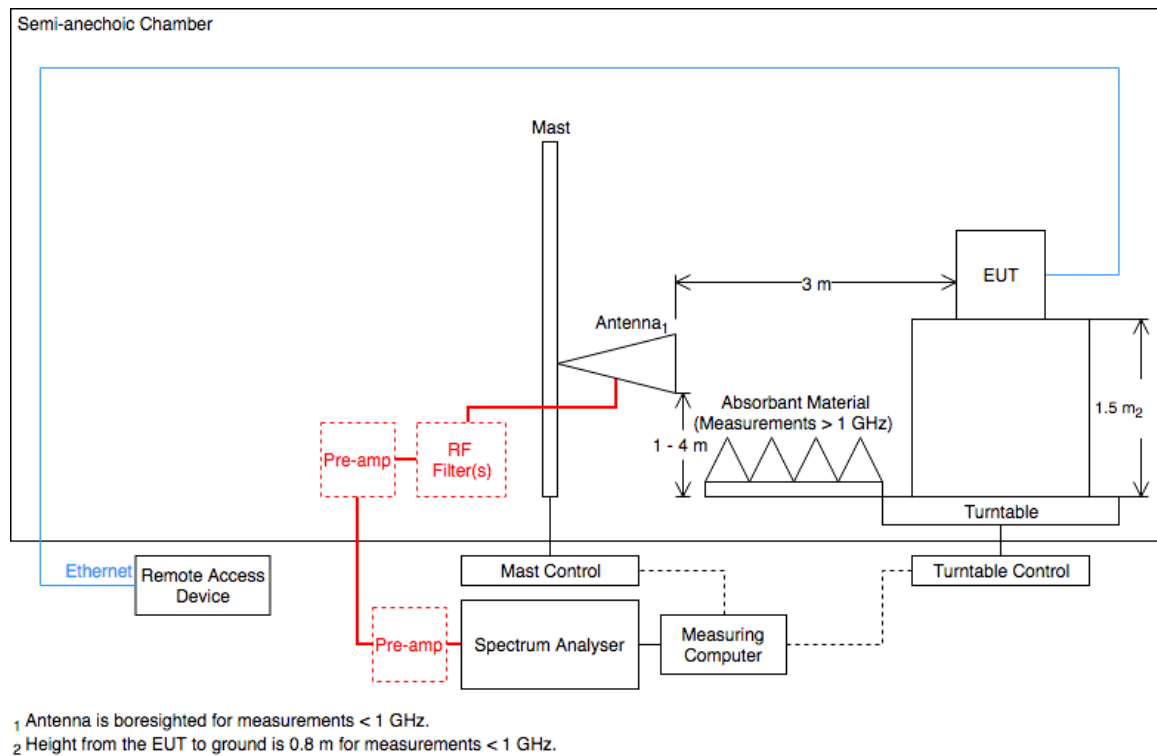 Semi-anechoic Chamber
Mast
EUT
3 m
Antenna1
Absorbant Material
(Measurements > 1 GHz)
1.5 m2
1 - 4 m
RF
Filter(s)
Pre-amp
Turntable
Ethernet
Remote Access
Device
Mast Control
Turntable Control
Pre-amp
Spectrum Analyser
Measuring
Computer
1 Antenna is boresighted for measurements < 1 GHz.
2 Height from the EUT to ground is 0.8 m for measurements < 1 GHz.